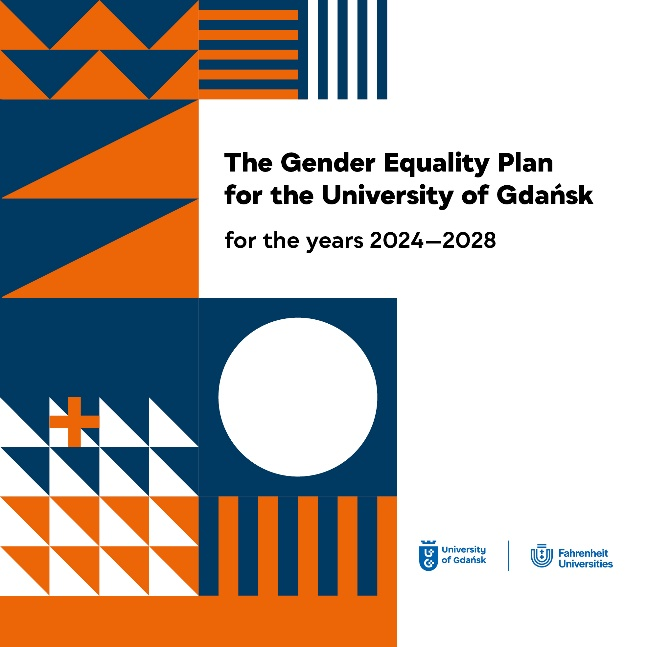 The Gender Equality Plan
for the University of Gdańsk
for the years 2024—2028
University
of Gdańsk
Fahrenheit
Universities